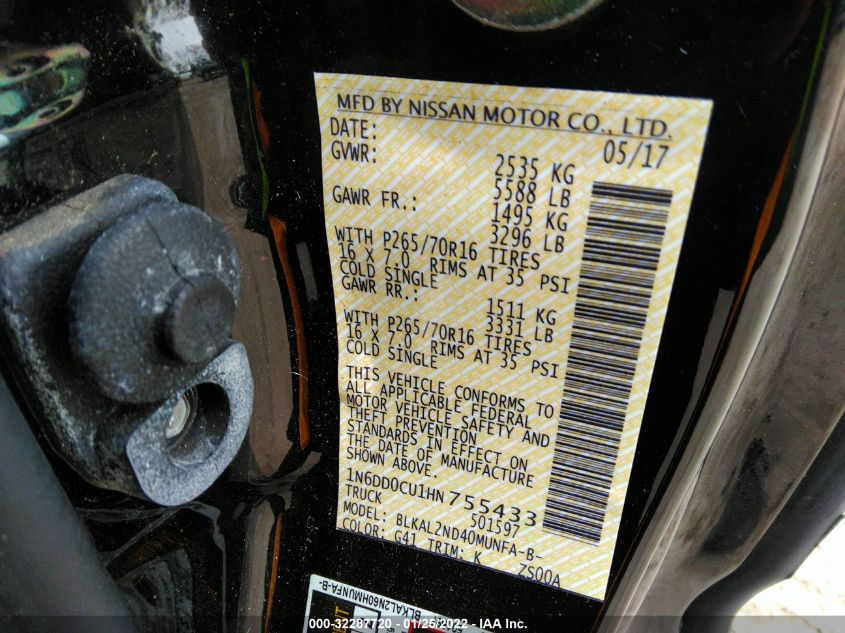 MFD BY NISSAN MOTOR CO., LTD.
DATE: 05/17
GVWR: 2535 KG
5588 LB
GAWR FR.: 1495 KG
3296 LB
WITH P265/70R16 TIRES
16 X 7.0 RIMS AT 35 PSI
COLD SINGLE
GAWR RR.: 1511 KG
3331 LB
WITH P265/70R16 TIRES
16 X 7.0 RIMS AT 35 PSI
COLD SINGLE
THIS VEHICLE CONFORMS TO
ALL APPLICABLE FEDERAL
MOTOR VEHICLE SAFETY AND
THEFT PREVENTION
STANDARDS IN EFFECT ON
THE DATE OF MANUFACTURE
SHOWN ABOVE.
1N6DD0CU1HN755433
TRUCK 501597
MODEL: BLKAL2ND40MUNFA-B-
COLOR: G41 TRIM: K ZS00A
BLKAL2N60HMUNFA-B-
000-32287720 - 01/25/2022 - IAA Inc.